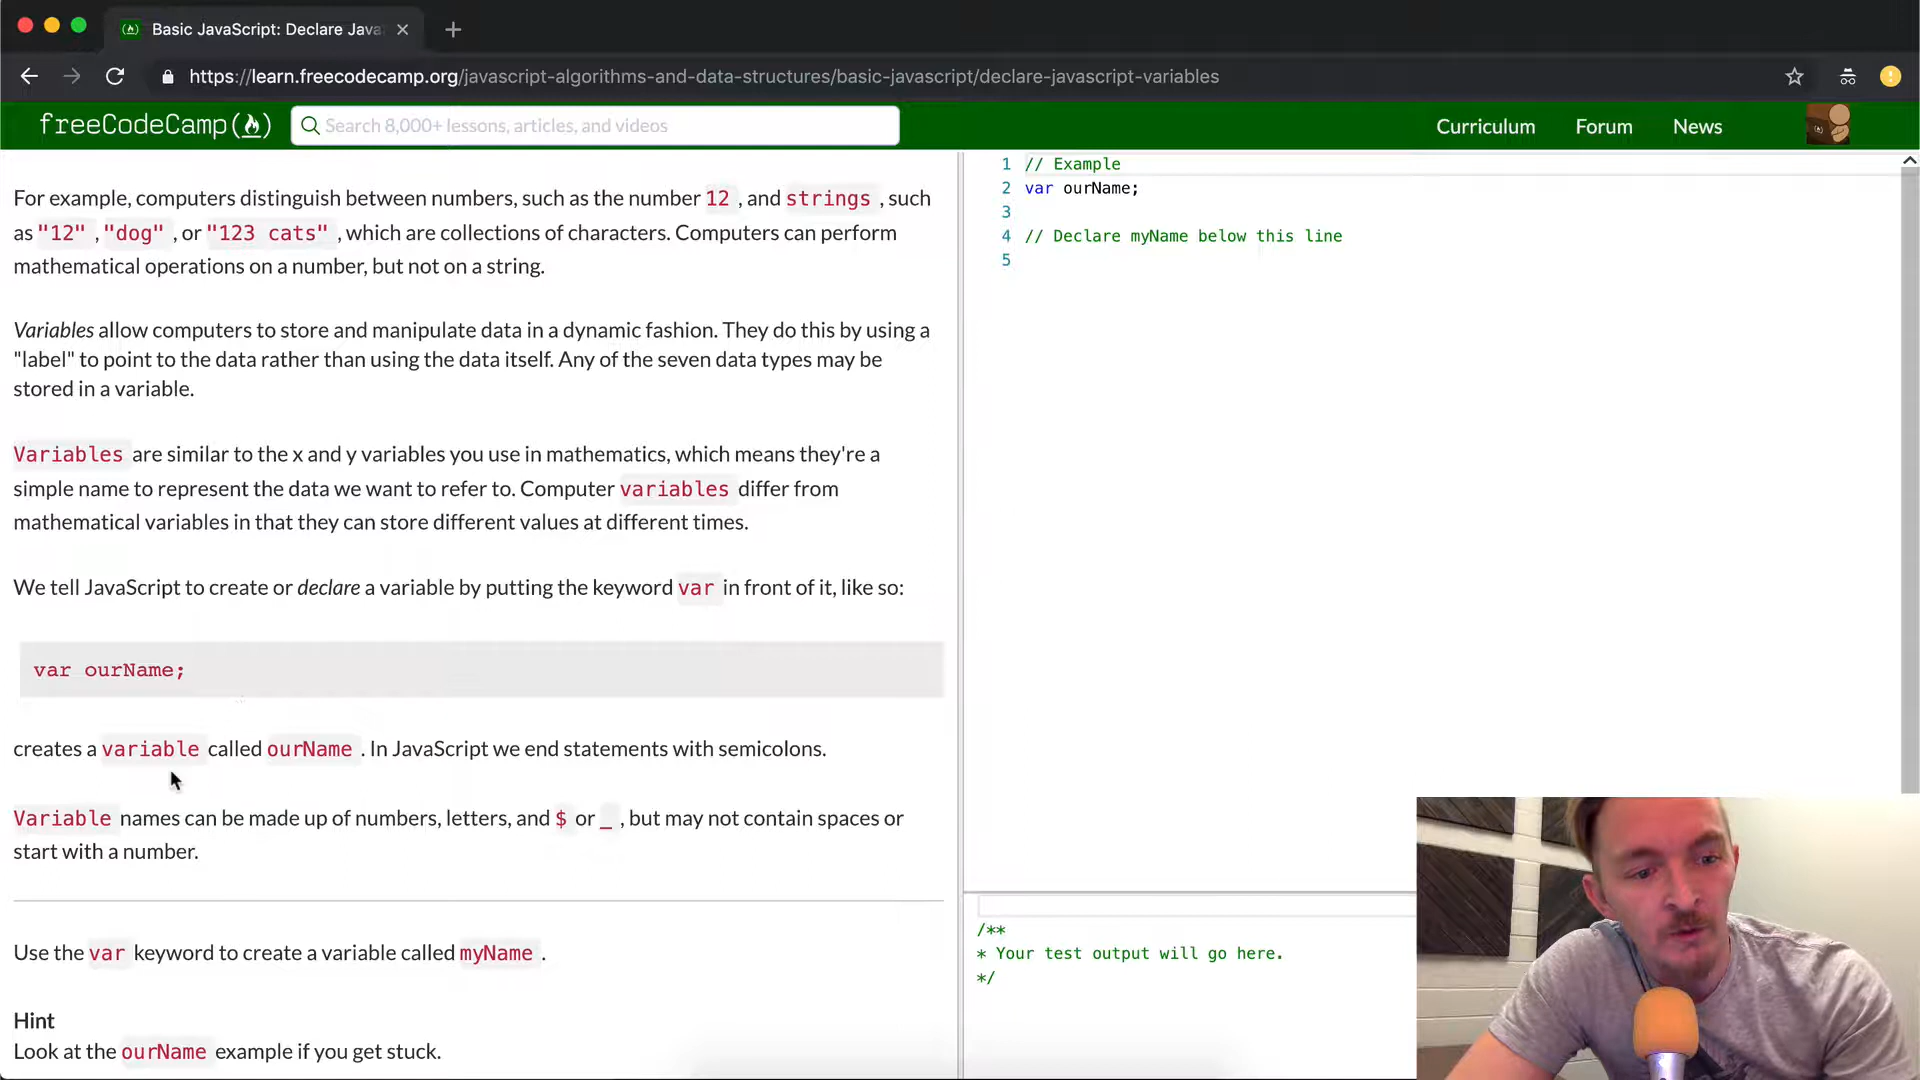 Basic JavaScript: Declare Java
https://learn.freecodecamp.org/javascript-algorithms-and-data-structures/basic-javascript/declare-javascript-variables
freeCodeCamp
Search 8,000+ lessons, articles, and videos
Curriculum Forum News
For example, computers distinguish between numbers, such as the number 12 , and strings , such
as "12" , "dog" , or "123 cats" , which are collections of characters. Computers can perform
mathematical operations on a number, but not on a string.
Variables allow computers to store and manipulate data in a dynamic fashion. They do this by using a
"label" to point to the data rather than using the data itself. Any of the seven data types may be
stored in a variable.
Variables are similar to the x and y variables you use in mathematics, which means they're a
simple name to represent the data we want to refer to. Computer variables differ from
mathematical variables in that they can store different values at different times.
We tell JavaScript to create or declare a variable by putting the keyword var in front of it, like so:
var ourName;
creates a variable called ourName . In JavaScript we end statements with semicolons.
Variable names can be made up of numbers, letters, and $ or _ , but may not contain spaces or
start with a number.
Use the var keyword to create a variable called myName .
Hint
Look at the ourName example if you get stuck.
1 // Example
2 var ourName;
3
4 // Declare myName below this line
5
/**
* Your test output will go here.
*/